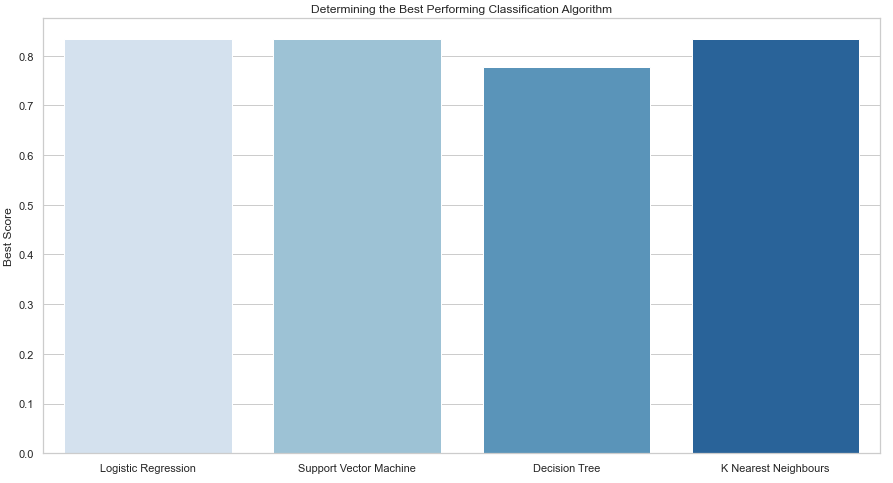 Determining the Best Performing Classification Algorithm
Best Score
0.8
0.7
0.6
0.5
0.4
0.3
0.2
0.1
0.0
Logistic Regression
Support Vector Machine
Decision Tree
K Nearest Neighbours